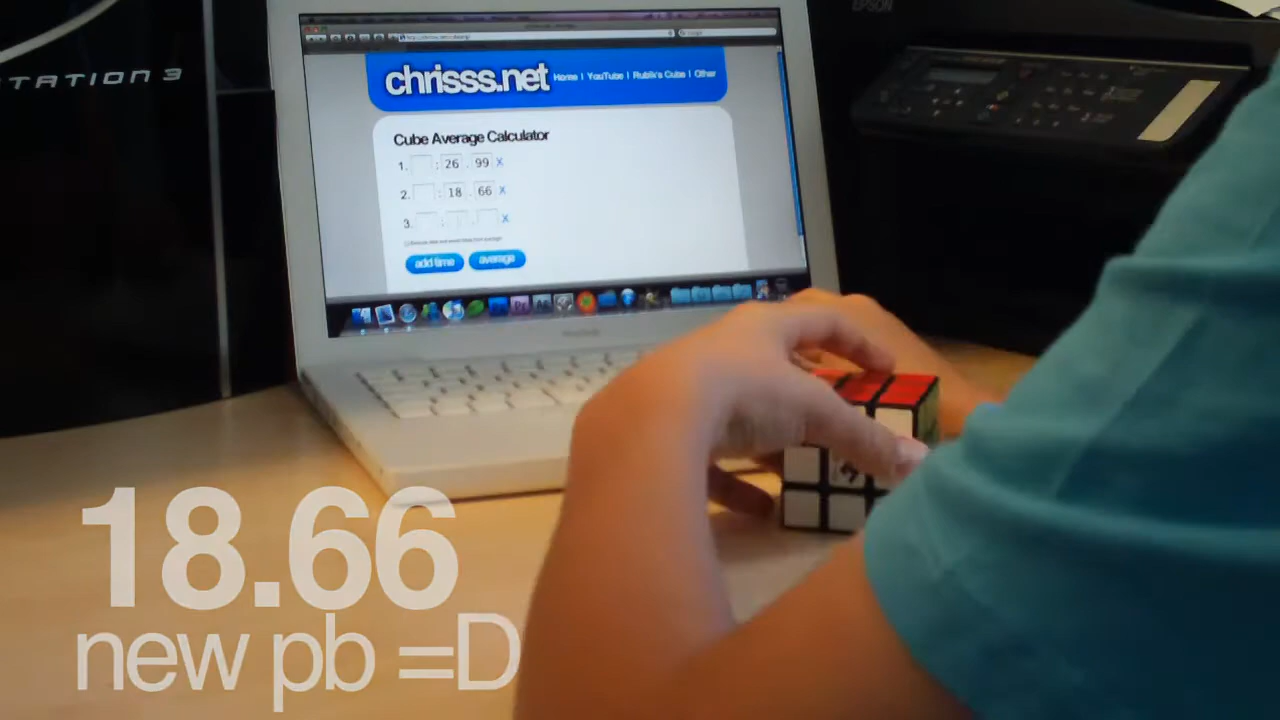 EPSON
STATION 3
chrisss.net Home | YouTube | Rubik's Cube | Other
Cube Average Calculator
1. : 26 . 99 X
2. : 18 . 66 X
3. : . X
add time average
18.66
new pb =D